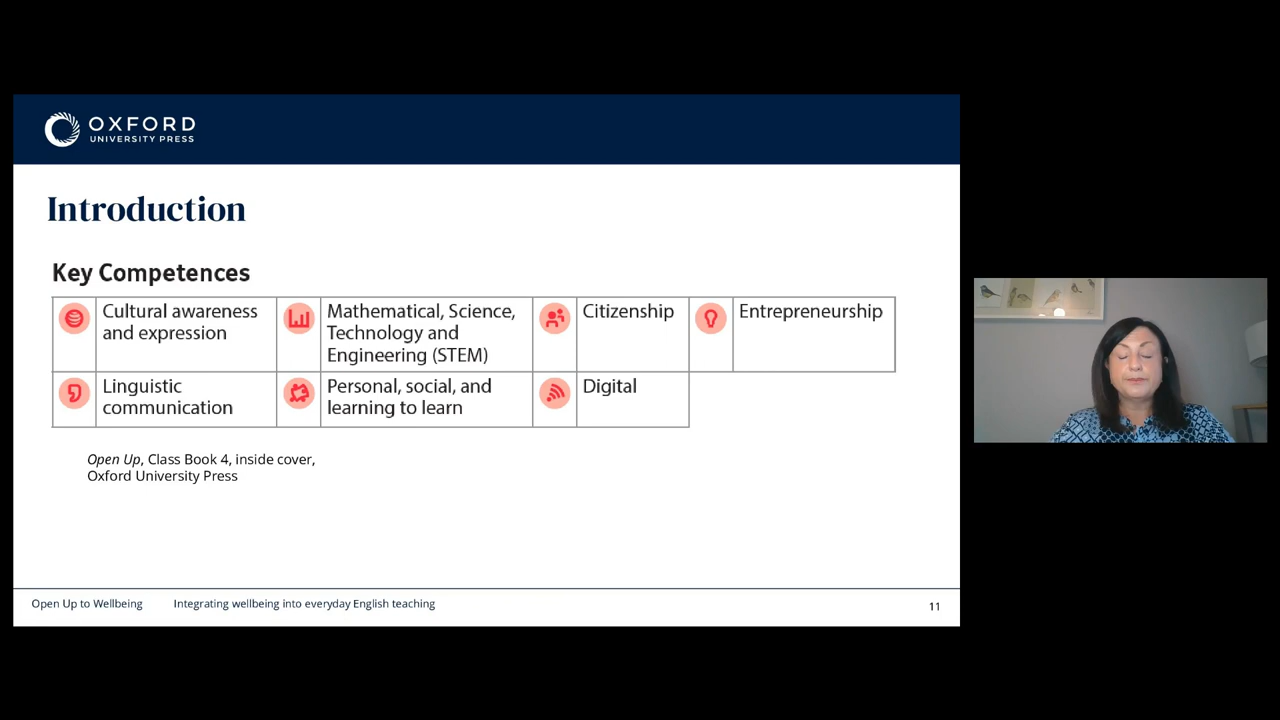 OXFORD
UNIVERSITY PRESS
Introduction
Key Competences
Cultural awareness
and expression
Mathematical, Science,
Technology and
Engineering (STEM)
Citizenship
Entrepreneurship
Linguistic
communication
Personal, social, and
learning to learn
Digital
Open Up, Class Book 4, inside cover,
Oxford University Press
Open Up to Wellbeing
Integrating wellbeing into everyday English teaching
11